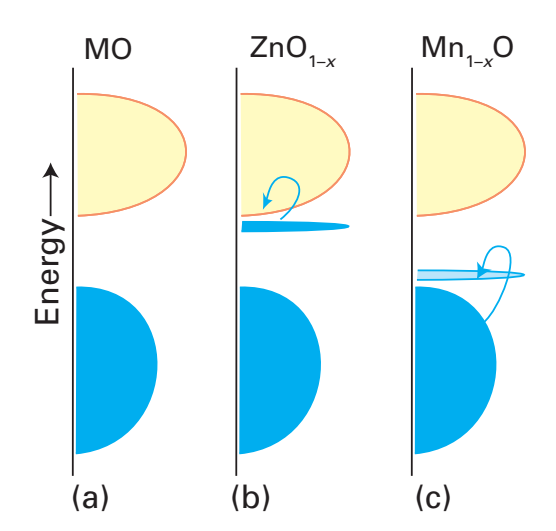 MO
ZnO₁₋ₓ
Mn₁₋ₓO
Energy
(a)
(b)
(c)